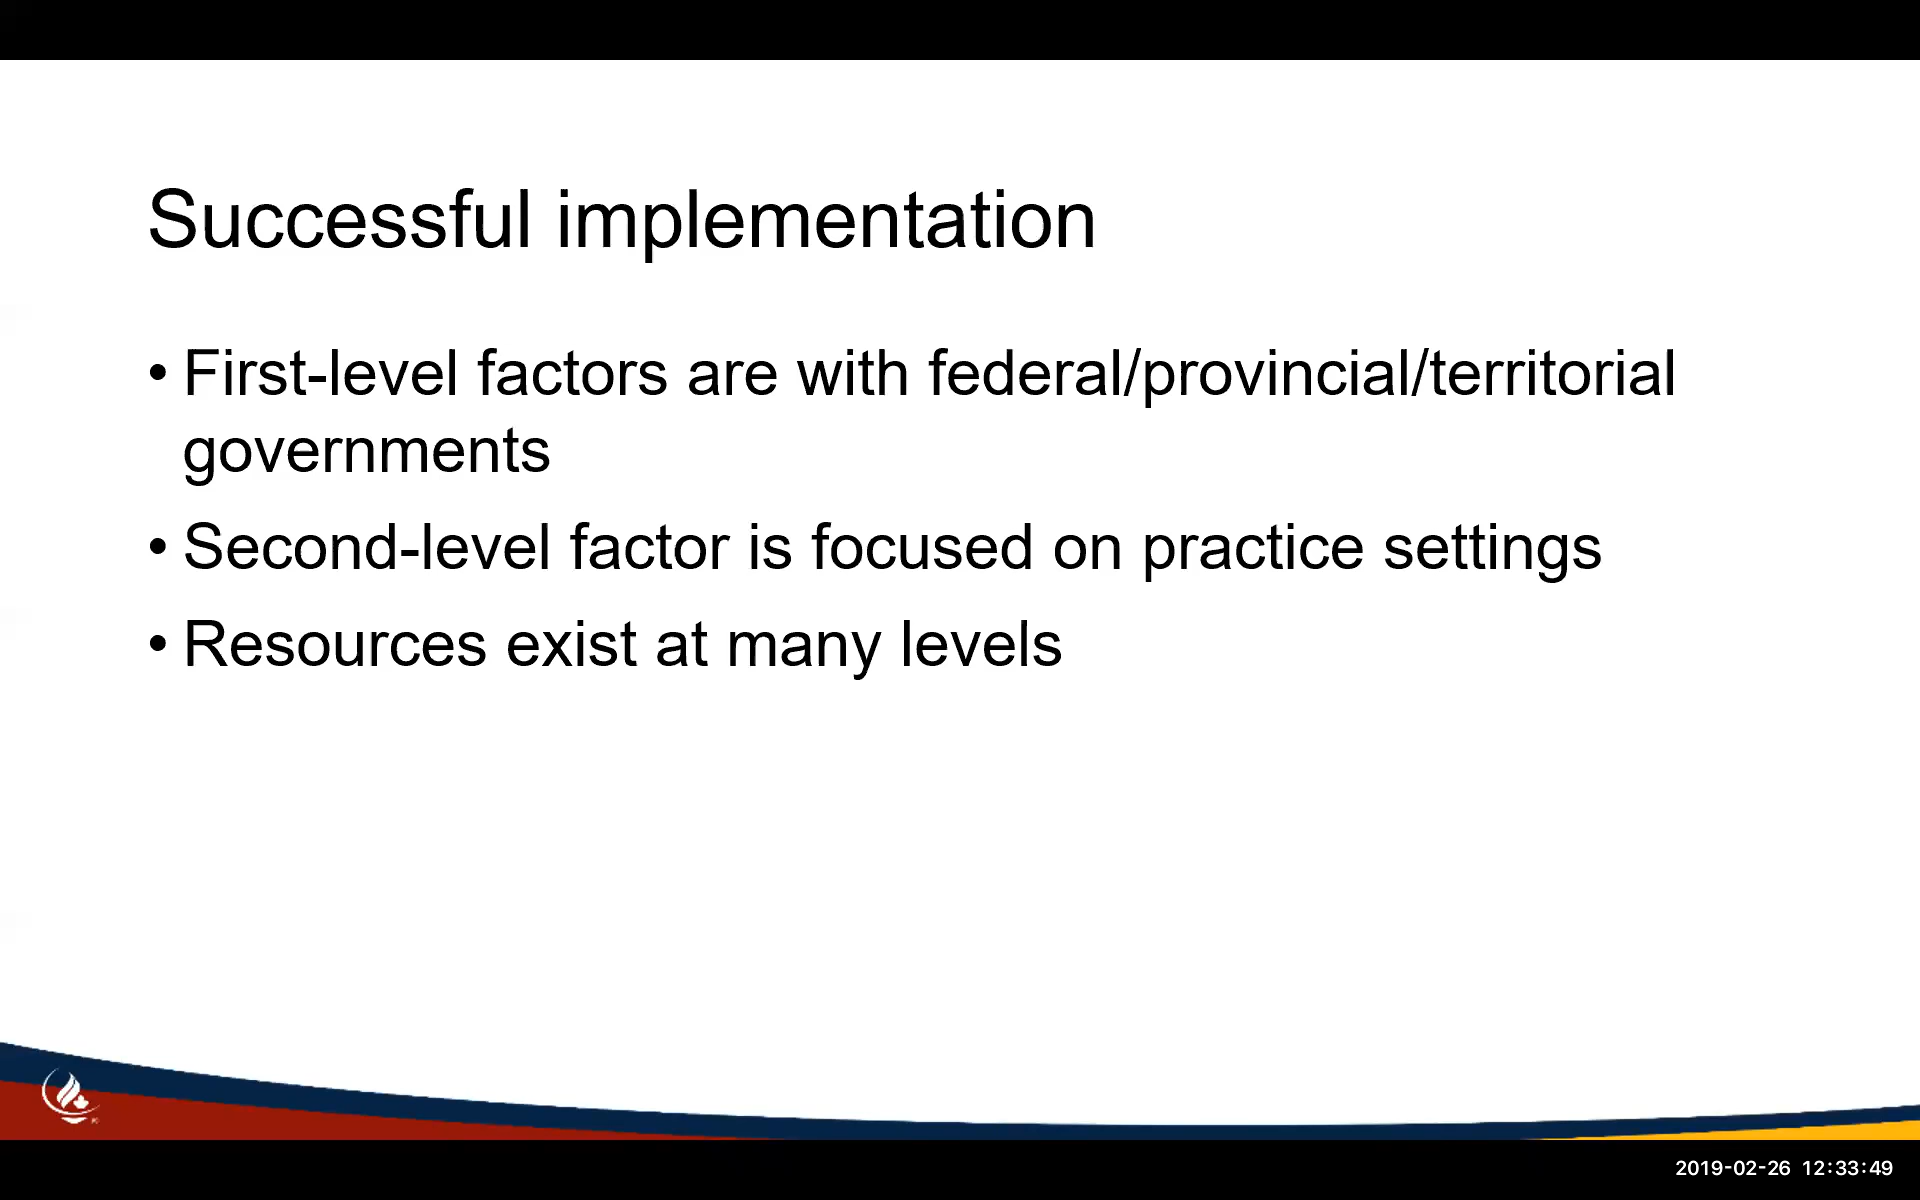 Successful implementation
• First-level factors are with federal/provincial/territorial
governments
• Second-level factor is focused on practice settings
• Resources exist at many levels
2019-02-26 12:33:49